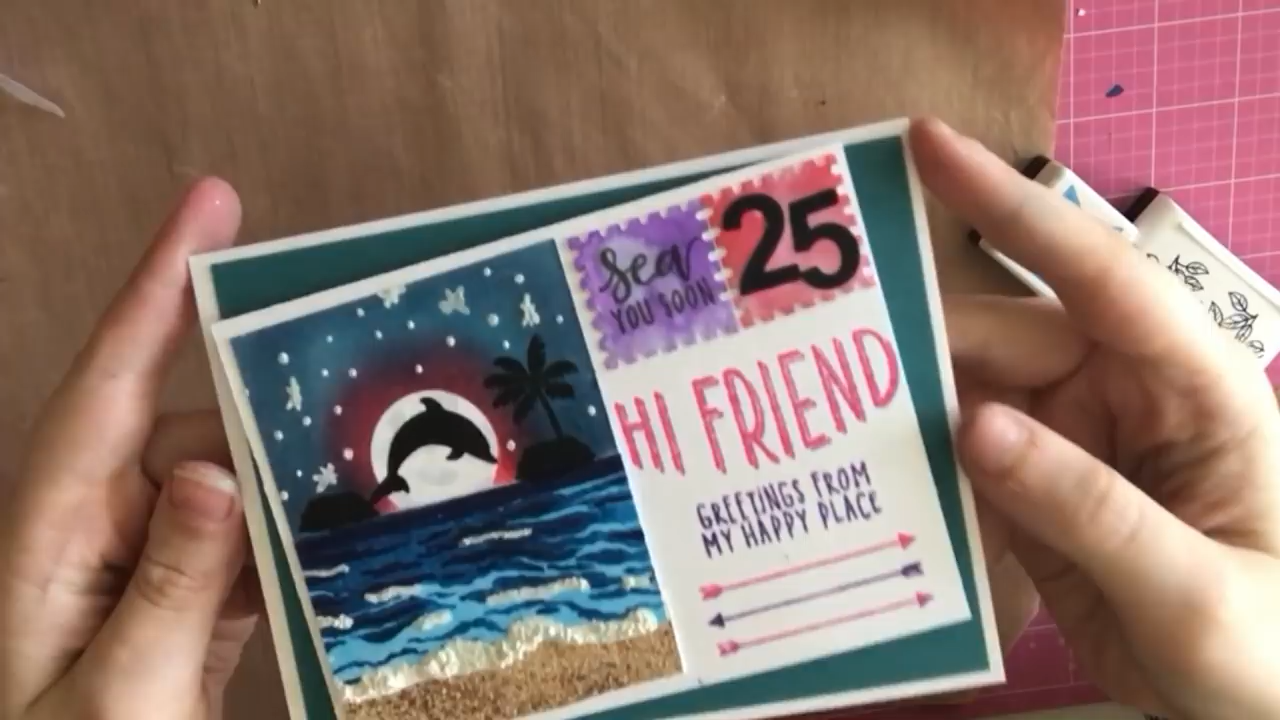 Sea
YOU SOON
25
HI FRIEND
GREETINGS FROM
MY HAPPY PLACE